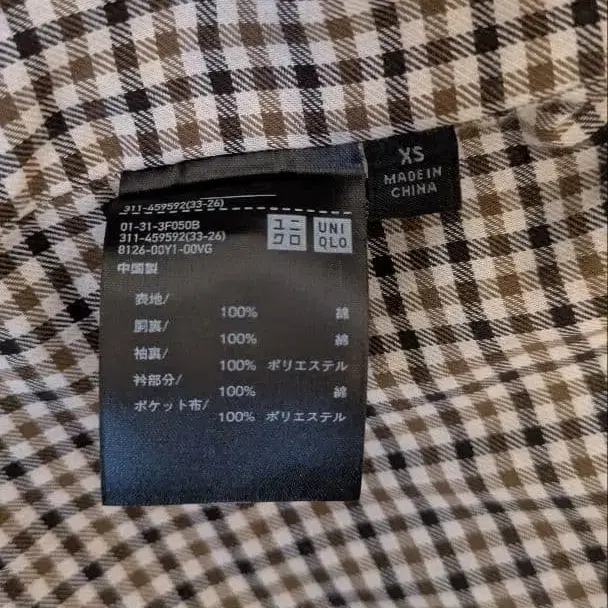 XS
MADE IN
CHINA
311-459592(33-26)
01-31-3F050B
311-459592(33-26)
8126-00Y1-00VG
ユニ
クロ
UNI
QLO
中国製
表地/
100% 綿
胴裏/
100% 綿
袖裏/
100% ポリエステル
衿部分/
100% 綿
ポケット布/
100% ポリエステル